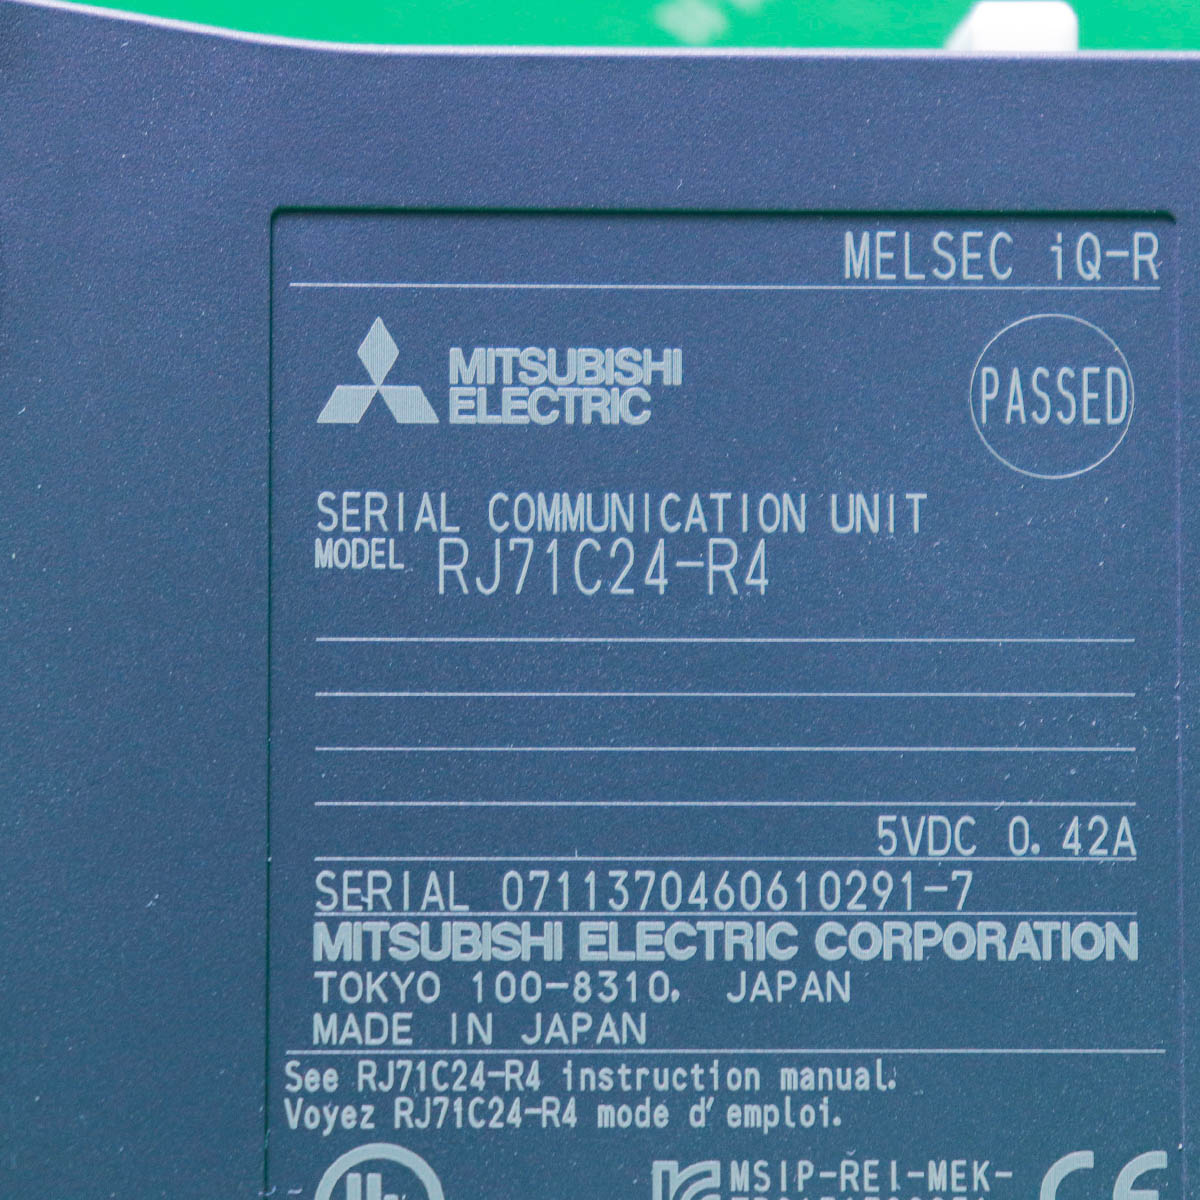 MELSEC iQ-R
MITSUBISHI
ELECTRIC
PASSED
SERIAL COMMUNICATION UNIT
MODEL RJ71C24-R4
5VDC 0.42A
SERIAL 0711370460610291-7
MITSUBISHI ELECTRIC CORPORATION
TOKYO 100-8310, JAPAN
MADE IN JAPAN
See RJ71C24-R4 instruction manual.
Voyez RJ71C24-R4 mode d'emploi.
MSIP-REI-MEK-
CE